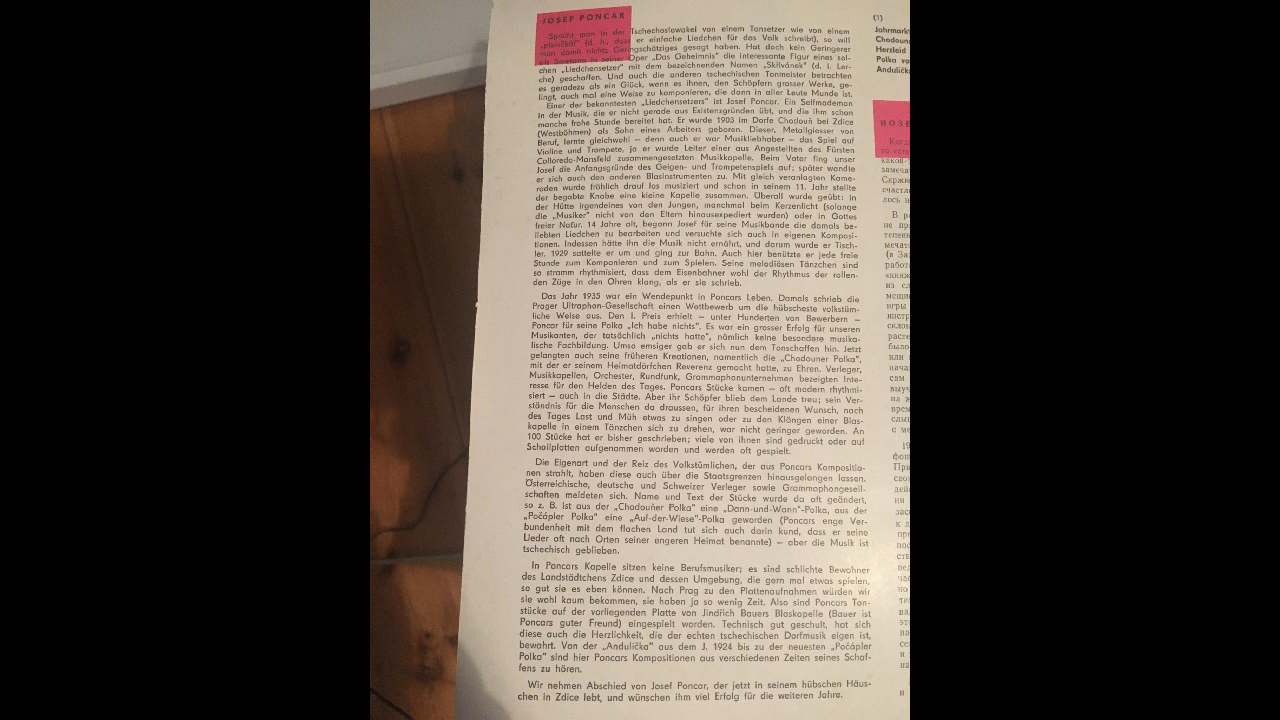 JOSEF PONCAR
Spricht man in der Tschechoslowakei von einem Tonsetzer wie von einem
„písničkář" (d. h., dass er einfache Liedchen für das Volk schreibt), so will
man damit nichts Geringschätziges gesagt haben. Hat doch kein Geringerer
als Smetana in seiner Oper „Das Geheimnis" die interessante Figur eines sol-
chen „Liedchensetzer" mit dem bezeichnenden Namen „Skřivánek" (d. i. Ler-
che) geschaffen. Und auch die anderen tschechischen Tonmeister betrachten
es geradezu als ein Glück, wenn es ihnen, den Schöpfern grosser Werke, ge-
lingt, auch mal eine Weise zu komponieren, die dann in aller Leute Munde ist.
Einer der bekanntesten „Liedchensetzers" ist Josef Poncar. Ein Selfmademan
in der Musik, die er nicht gerade aus Existenzgründen übt, und die ihm schon
manche frohe Stunde bereitet hat. Er wurde 1903 im Dorfe Chodouň bei Zdice
(Westböhmen) als Sohn eines Arbeiters geboren. Dieser, Metallgiesser von
Beruf, lernte gleichwohl — denn auch er war Musikliebhaber — das Spiel auf
Violine und Trompete, ja er wurde Leiter einer aus Angestellten des Fürsten
Colloredo-Mansfeld zusammengesetzten Musikkapelle. Beim Vater fing unser
Josef die Anfangsgründe des Geigen- und Trompetenspiels auf; später wandte
er sich auch den anderen Blasinstrumenten zu. Mit gleich veranlagten Kame-
raden wurde fröhlich drauf los musiziert und schon in seinem 11. Jahr stellte
der begabte Knabe eine kleine Kapelle zusammen. Überall wurde geübt: in
der Hütte irgendeines von den Jungen, manchmal beim Kerzenlicht (solange
die „Musiker" nicht von den Eltern hinausexpediert wurden) oder in Gottes
freier Natur. 14 Jahre alt, begann Josef für seine Musikbande die damals be-
liebten Liedchen zu bearbeiten und versuchte sich auch in eigenen Komposi-
tionen. Indessen hätte ihn die Musik nicht ernährt, und darum wurde er Tisch-
ler. 1929 sattelte er um und ging zur Bahn. Auch hier benützte er jede freie
Stunde zum Komponieren und zum Spielen. Seine melodiösen Tänzchen sind
so stramm rhythmisiert, dass dem Eisenbahner wohl der Rhythmus der rollen-
den Züge in den Ohren klang, als er sie schrieb.
Das Jahr 1935 war ein Wendepunkt in Poncars Leben. Damals schrieb die
Prager Ultraphon-Gesellschaft einen Wettbewerb um die hübscheste volkstüm-
liche Weise aus. Den I. Preis erhielt — unter Hunderten von Bewerbern —
Poncar für seine Polka „Ich habe nichts". Es war ein grosser Erfolg für unseren
Musikanten, der tatsächlich „nichts hatte", nämlich keine besondere musika-
lische Fachbildung. Umso emsiger gab er sich nun dem Tonschaffen hin. Jetzt
gelangten auch seine früheren Kreationen, namentlich die „Chodouner Polka",
mit der er seinem Heimatdörfchen Reverenz gemacht hatte, zu Ehren. Verleger,
Musikkapellen, Orchester, Rundfunk, Grammophonunternehmen bezeigten Inte-
resse für den Helden des Tages. Poncars Stücke kamen — oft modern rhythmi-
siert — auch in die Städte. Aber ihr Schöpfer blieb dem Lande treu; sein Ver-
ständnis für die Menschen da draussen, für ihren bescheidenen Wunsch, nach
des Tages Last und Müh etwas zu singen oder zu den Klängen einer Blas-
kapelle in einem Tänzchen sich zu drehen, war nicht geringer geworden. An
100 Stücke hat er bisher geschrieben; viele von ihnen sind gedruckt oder auf
Schallplatten aufgenommen worden und werden oft gespielt.
Die Eigenart und der Reiz des Volkstümlichen, der aus Poncars Kompositio-
nen strahlt, haben diese auch über die Staatsgrenzen hinausgelangen lassen.
Österreichische, deutsche und Schweizer Verleger sowie Grammophongesell-
schaften meldeten sich. Name und Text der Stücke wurde da oft geändert,
so z. B. ist aus der „Chodouňer Polka" eine „Dann-und-Wann"-Polka, aus der
„Počápler Polka" eine „Auf-der-Wiese"-Polka geworden (Poncars enge Ver-
bundenheit mit dem flachen Land tut sich auch darin kund, dass er seine
Lieder oft nach Orten seiner engeren Heimat benannte) — aber die Musik ist
tschechisch geblieben.
In Poncars Kapelle sitzen keine Berufsmusiker; es sind schlichte Bewohner
des Landstädtchens Zdice und dessen Umgebung, die gern mal etwas spielen,
so gut sie es eben können. Nach Prag zu den Plattenaufnahmen würden wir
sie wohl kaum bekommen, sie haben ja so wenig Zeit. Also sind Poncars Ton-
stücke auf der vorliegenden Platte von Jindřich Bauers Blaskapelle (Bauer ist
Poncars guter Freund) eingespielt worden. Technisch gut geschult, hat sich
diese auch die Herzlichkeit, die der echten tschechischen Dorfmusik eigen ist,
bewahrt. Von der „Andulička" aus dem J. 1924 bis zu der neuesten „Počápler
Polka" sind hier Poncars Kompositionen aus verschiedenen Zeiten seines Schaf-
fens zu hören.
Wir nehmen Abschied von Josef Poncar, der jetzt in seinem hübschen Häus-
chen in Zdice lebt, und wünschen ihm viel Erfolg für die weiteren Jahre.
(1)
Jahrmarkt
Chodoun
Herzleid
Polka vo
Andulička